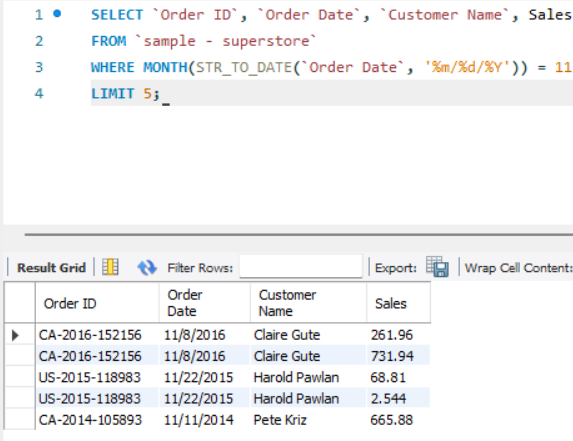 1 SELECT `Order ID`, `Order Date`, `Customer Name`, Sales
2 FROM `sample - superstore`
3 WHERE MONTH(STR_TO_DATE(`Order Date`, '%m/%d/%Y')) = 11
4 LIMIT 5;
Result Grid Filter Rows: Export: Wrap Cell Content:
Order ID Order Date Customer Name Sales
CA-2016-152156 11/8/2016 Claire Gute 261.96
CA-2016-152156 11/8/2016 Claire Gute 731.94
US-2015-118983 11/22/2015 Harold Pawlan 68.81
US-2015-118983 11/22/2015 Harold Pawlan 2.544
CA-2014-105893 11/11/2014 Pete Kriz 665.88